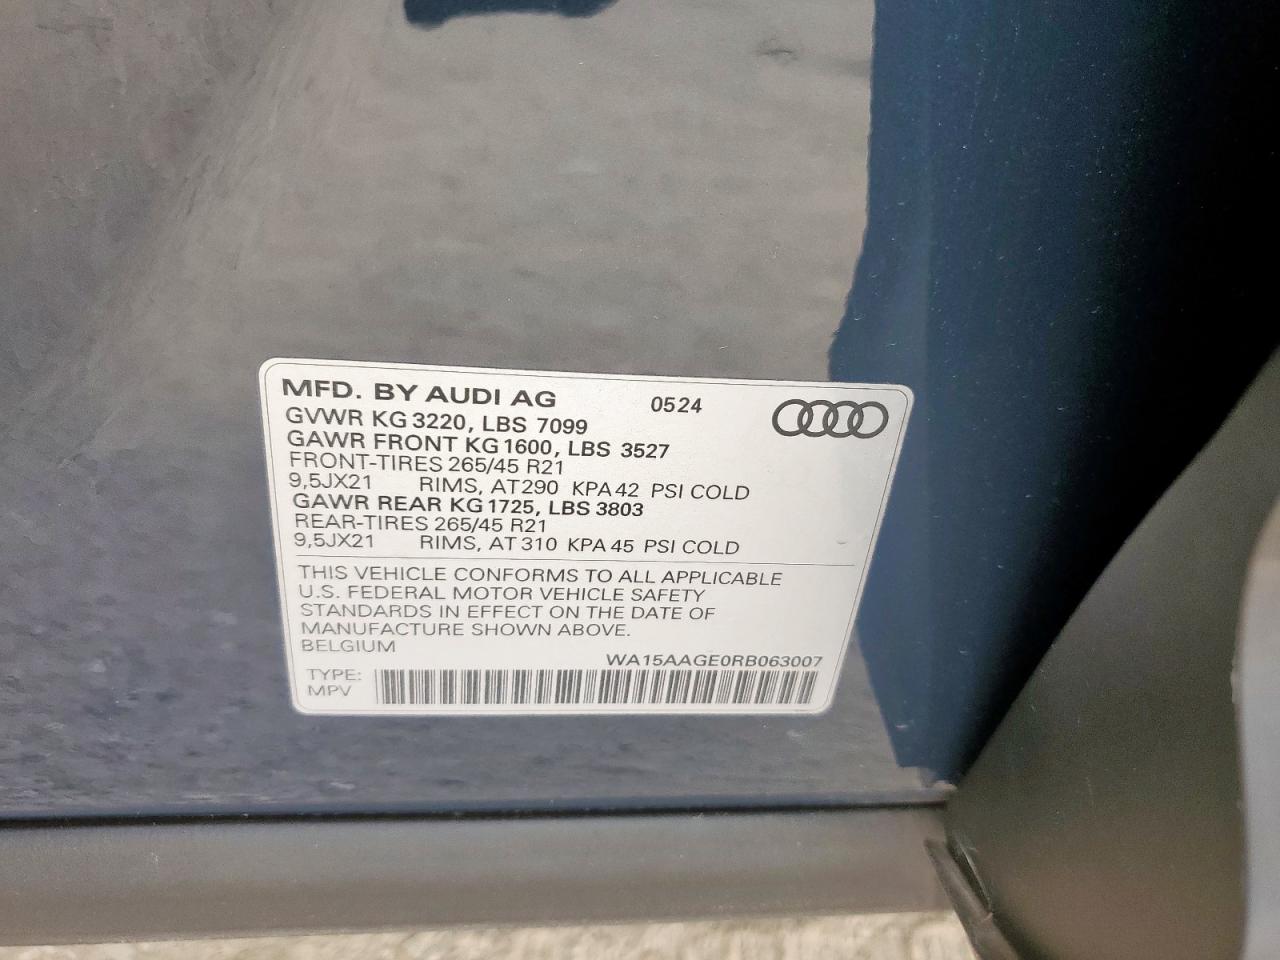 MFD. BY AUDI AG 0524
GVWR KG 3220, LBS 7099
GAWR FRONT KG 1600, LBS 3527
FRONT-TIRES 265/45 R21
9,5JX21 RIMS, AT 290 KPA 42 PSI COLD
GAWR REAR KG 1725, LBS 3803
REAR-TIRES 265/45 R21
9,5JX21 RIMS, AT 310 KPA 45 PSI COLD
THIS VEHICLE CONFORMS TO ALL APPLICABLE
U.S. FEDERAL MOTOR VEHICLE SAFETY
STANDARDS IN EFFECT ON THE DATE OF
MANUFACTURE SHOWN ABOVE.
BELGIUM
WA15AAGE0RB063007
TYPE:
MPV